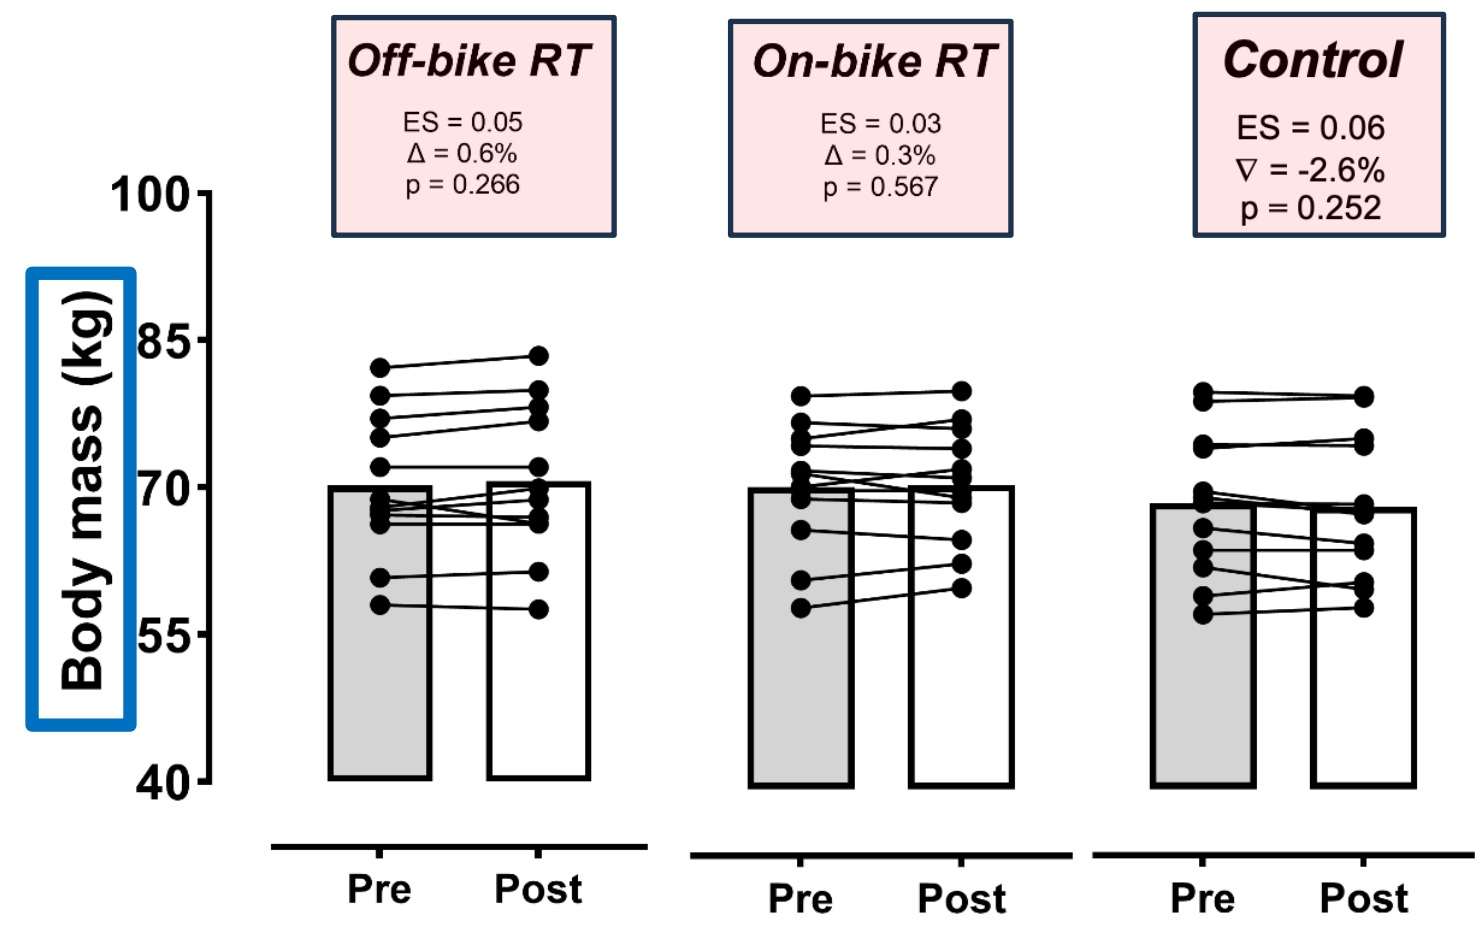 Off-bike RT
ES = 0.05
Δ = 0.6%
p = 0.266
On-bike RT
ES = 0.03
Δ = 0.3%
p = 0.567
Control
ES = 0.06
∇ = -2.6%
p = 0.252
Body mass (kg)
100
85
70
55
40
Pre
Post
Pre
Post
Pre
Post